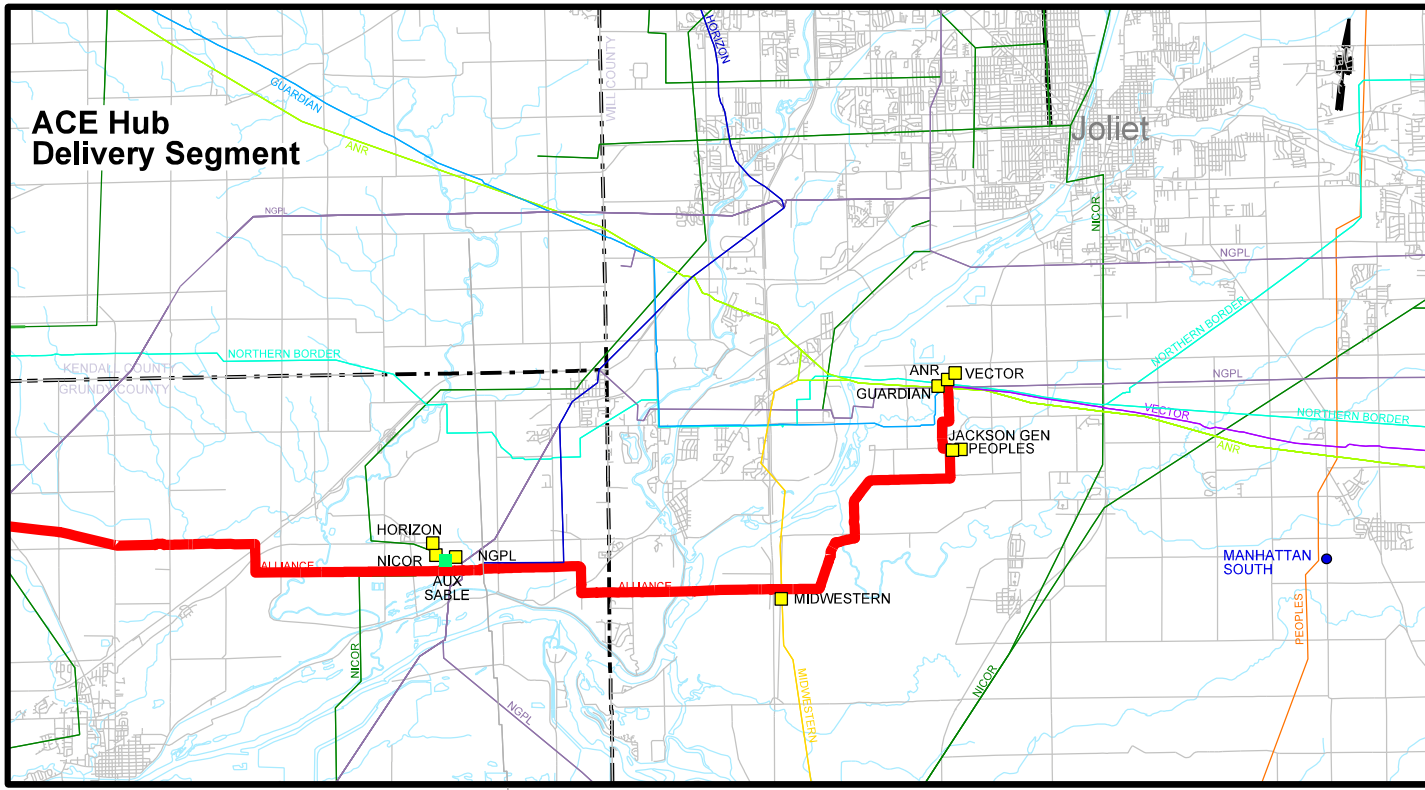 ACE Hub
Delivery Segment
GUARDIAN
ANR
HORIZON
WILL COUNTY
Joliet
NGPL
NICOR
NGPL
NORTHERN BORDER
NORTHERN BORDER
KENDALL COUNTY
GRUNDY COUNTY
ANR
VECTOR
GUARDIAN
NGPL
VECTOR
NORTHERN BORDER
ANR
JACKSON GEN
PEOPLES
HORIZON
NICOR
NGPL
AUX
SABLE
ALLIANCE
ALLIANCE
MIDWESTERN
MANHATTAN
SOUTH
PEOPLES
NICOR
NGPL
MIDWESTERN
NICOR